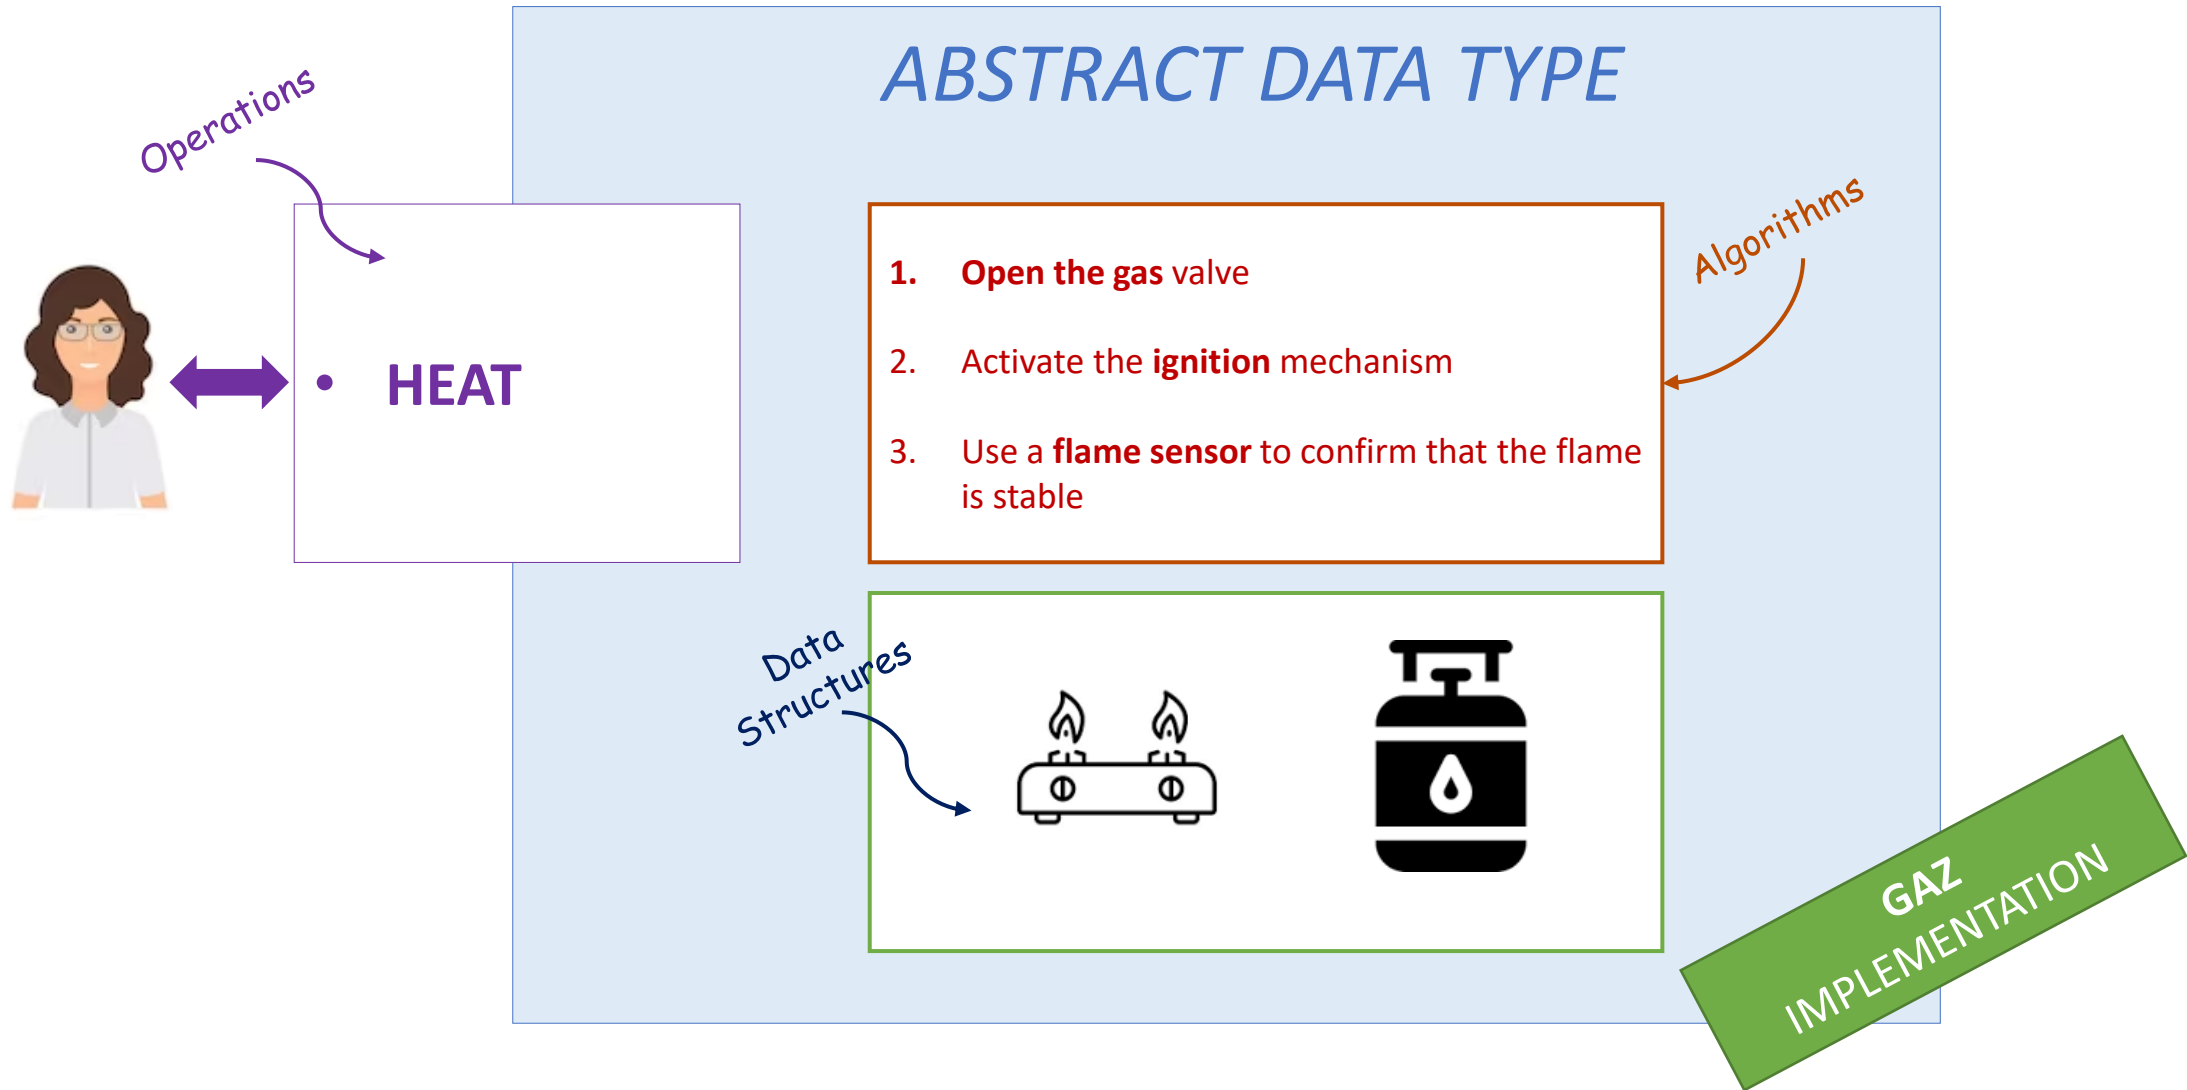 ABSTRACT DATA TYPE
Operations
• HEAT
1. Open the gas valve
2. Activate the ignition mechanism
3. Use a flame sensor to confirm that the flame
is stable
Algorithms
Data
Structures
GAZ
IMPLEMENTATION